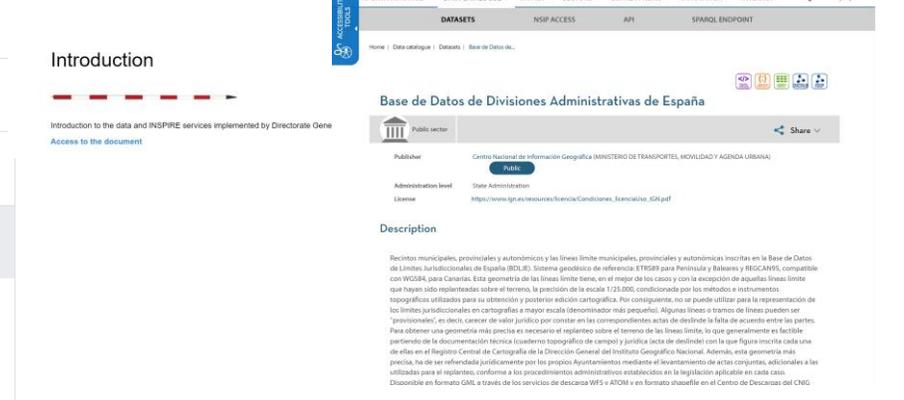 Introduction
Introduction to the data and INSPIRE services implemented by Directorate Gene
Access to the document
ACCESSIBILITY
TOOLS
DATASETS
NSIP ACCESS
API
SPARQL ENDPOINT
Home | Data catalogue | Datasets | Base de Datos de...
Base de Datos de Divisiones Administrativas de España
Public sector
Share
Publisher
Centro Nacional de Información Geográfica (MINISTERIO DE TRANSPORTES, MOVILIDAD Y AGENDA URBANA)
Public
Administration level
State Administration
License
https://www.ign.es/resources/licencia/Condiciones_licenciaUso_IGN.pdf
Description
Recintos municipales, provinciales y autonómicos y las líneas límite municipales, provinciales y autonómicas inscritas en la Base de Datos
de Límites Jurisdiccionales de España (BDLJE). Sistema geodésico de referencia: ETRS89 para Península y Baleares y REGCAN95, compatible
con WGS84, para Canarias. Esta geometría de las líneas límite tiene, en el mejor de los casos y con la excepción de aquellas líneas límite
que hayan sido replanteadas sobre el terreno, la precisión de la escala 1/25.000, condicionada por los métodos e instrumentos
topográficos utilizados para su obtención y posterior edición cartográfica. Por consiguiente, no se puede utilizar para la representación de
los límites jurisdiccionales en cartografías a mayor escala (denominador más pequeño). Algunas líneas o tramos de líneas pueden ser
"provisionales", es decir, carecer de valor jurídico por constar en las correspondientes actas de deslinde la falta de acuerdo entre las partes.
Para obtener una geometría más precisa es necesario el replanteo sobre el terreno de las líneas límite, lo que generalmente es factible
partiendo de la documentación técnica (cuaderno topográfico de campo) y jurídica (acta de deslinde) con la que figura inscrita cada una
de ellas en el Registro Central de Cartografía de la Dirección General del Instituto Geográfico Nacional. Además, esta geometría más
precisa, ha de ser refrendada jurídicamente por los propios Ayuntamientos mediante el levantamiento de actas conjuntas, adicionales a las
utilizadas para el replanteo, conforme a los procedimientos administrativos establecidos en la legislación aplicable en cada caso.
Disponible en formato GML a través de los servicios de descarga WFS y ATOM y en formato shapefile en el Centro de Descargas del CNIG